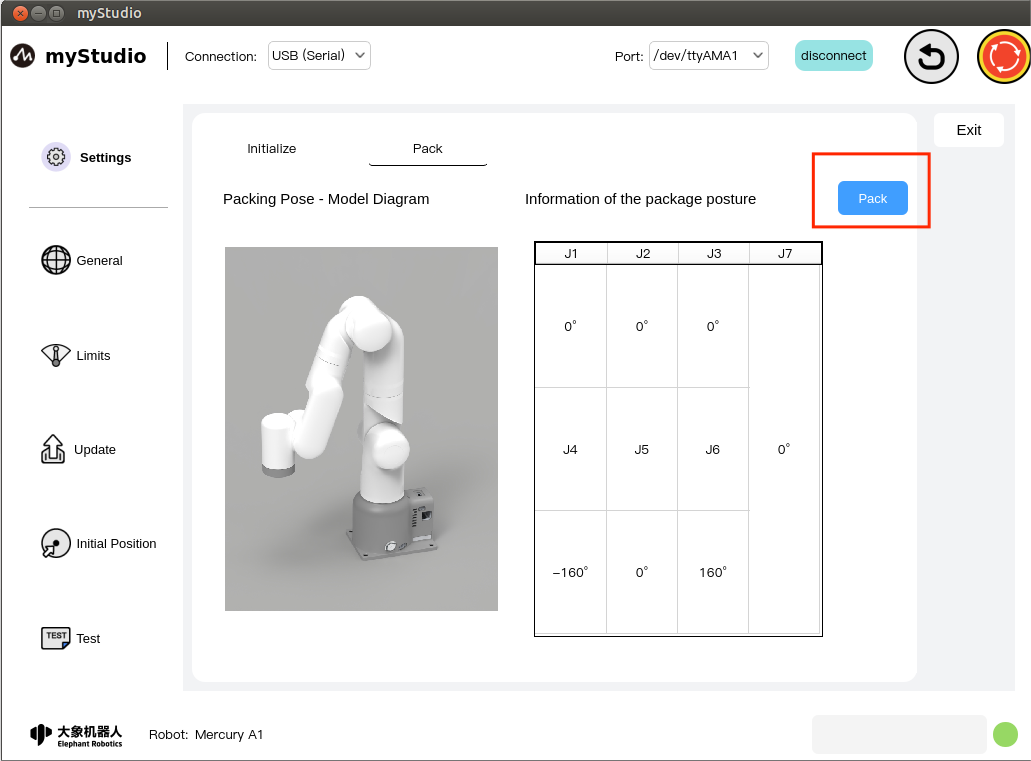 myStudio
myStudio
Connection:
USB (Serial)
Port:
/dev/ttyAMA1
disconnect
Settings
General
Limits
Update
Initial Position
TEST
Test
Initialize
Pack
Exit
Packing Pose - Model Diagram
Information of the package posture
Pack
J1 J2 J3 J7
0° 0° 0°
J4 J5 J6 0°
-160° 0° 160°
大象机器人
Elephant Robotics
Robot: Mercury A1